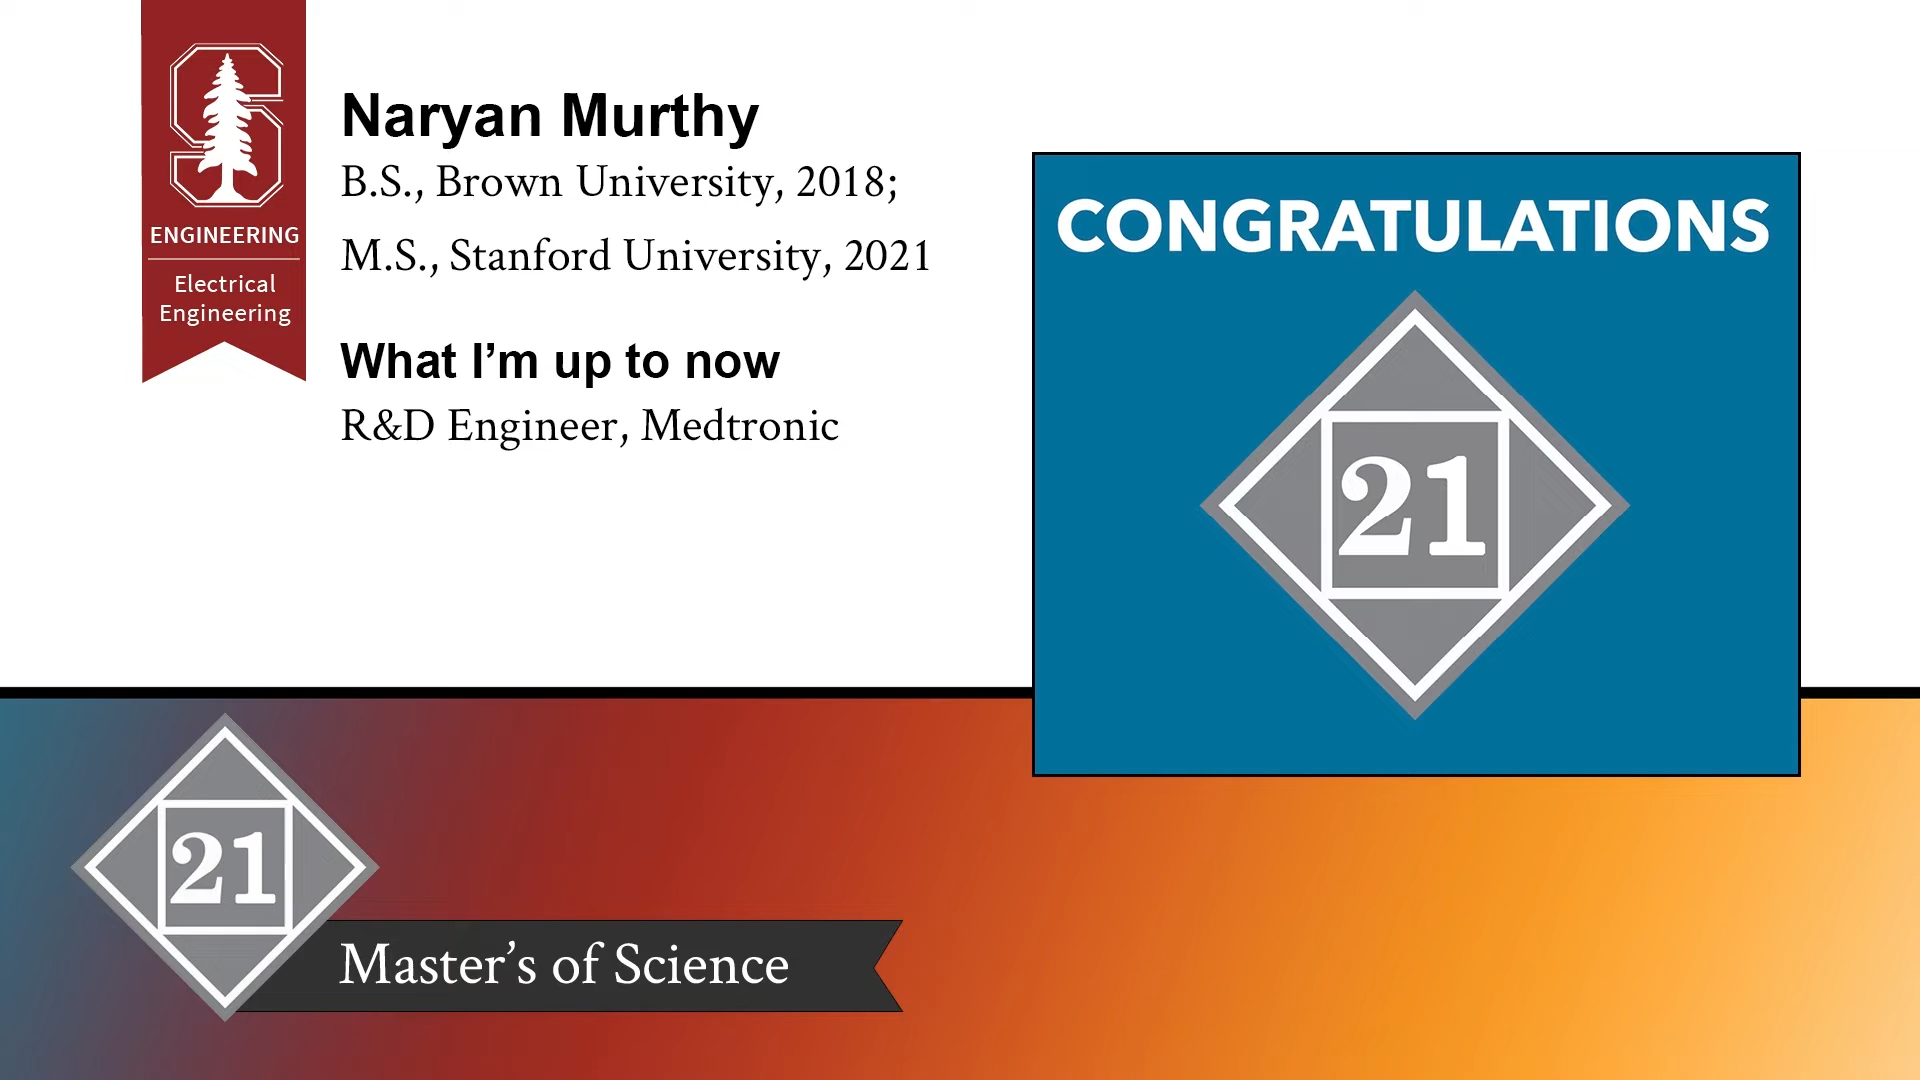 ENGINEERING
Electrical
Engineering
Naryan Murthy
B.S., Brown University, 2018;
M.S., Stanford University, 2021
What I’m up to now
R&D Engineer, Medtronic
CONGRATULATIONS
21
21
Master’s of Science